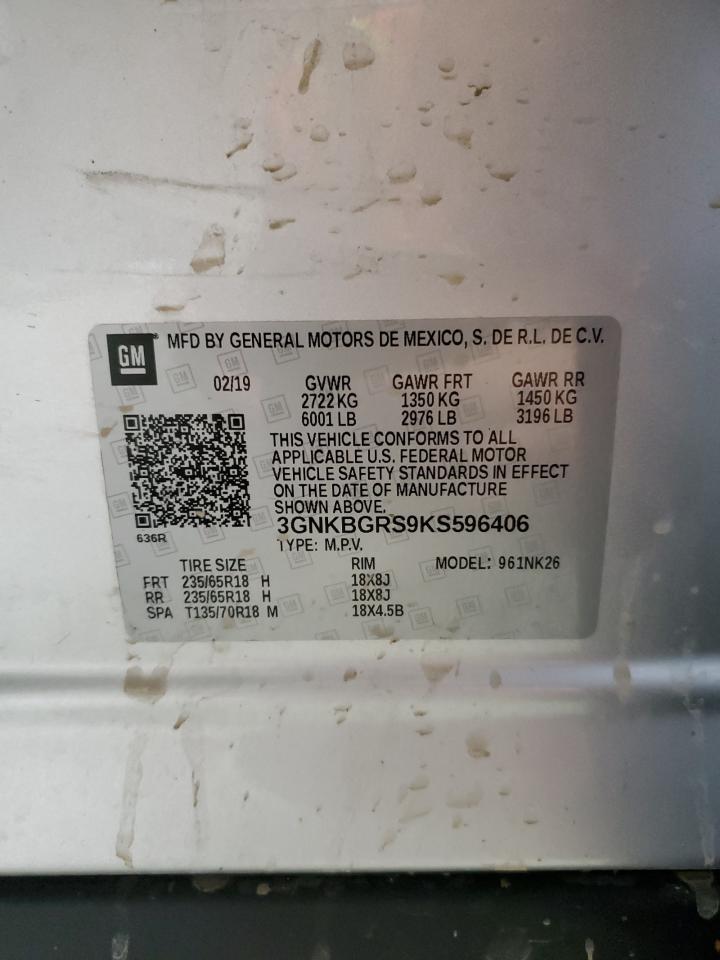 GM
MFD BY GENERAL MOTORS DE MEXICO, S. DE R.L. DE C.V.
02/19 GVWR GAWR FRT GAWR RR
2722 KG 1350 KG 1450 KG
6001 LB 2976 LB 3196 LB
THIS VEHICLE CONFORMS TO ALL
APPLICABLE U.S. FEDERAL MOTOR
VEHICLE SAFETY STANDARDS IN EFFECT
ON THE DATE OF MANUFACTURE
SHOWN ABOVE.
3GNKBGRS9KS596406
636R TYPE: M.P.V.
TIRE SIZE RIM MODEL: 961NK26
FRT 235/65R18 H 18X8J
RR 235/65R18 H 18X8J
SPA T135/70R18 M 18X4.5B